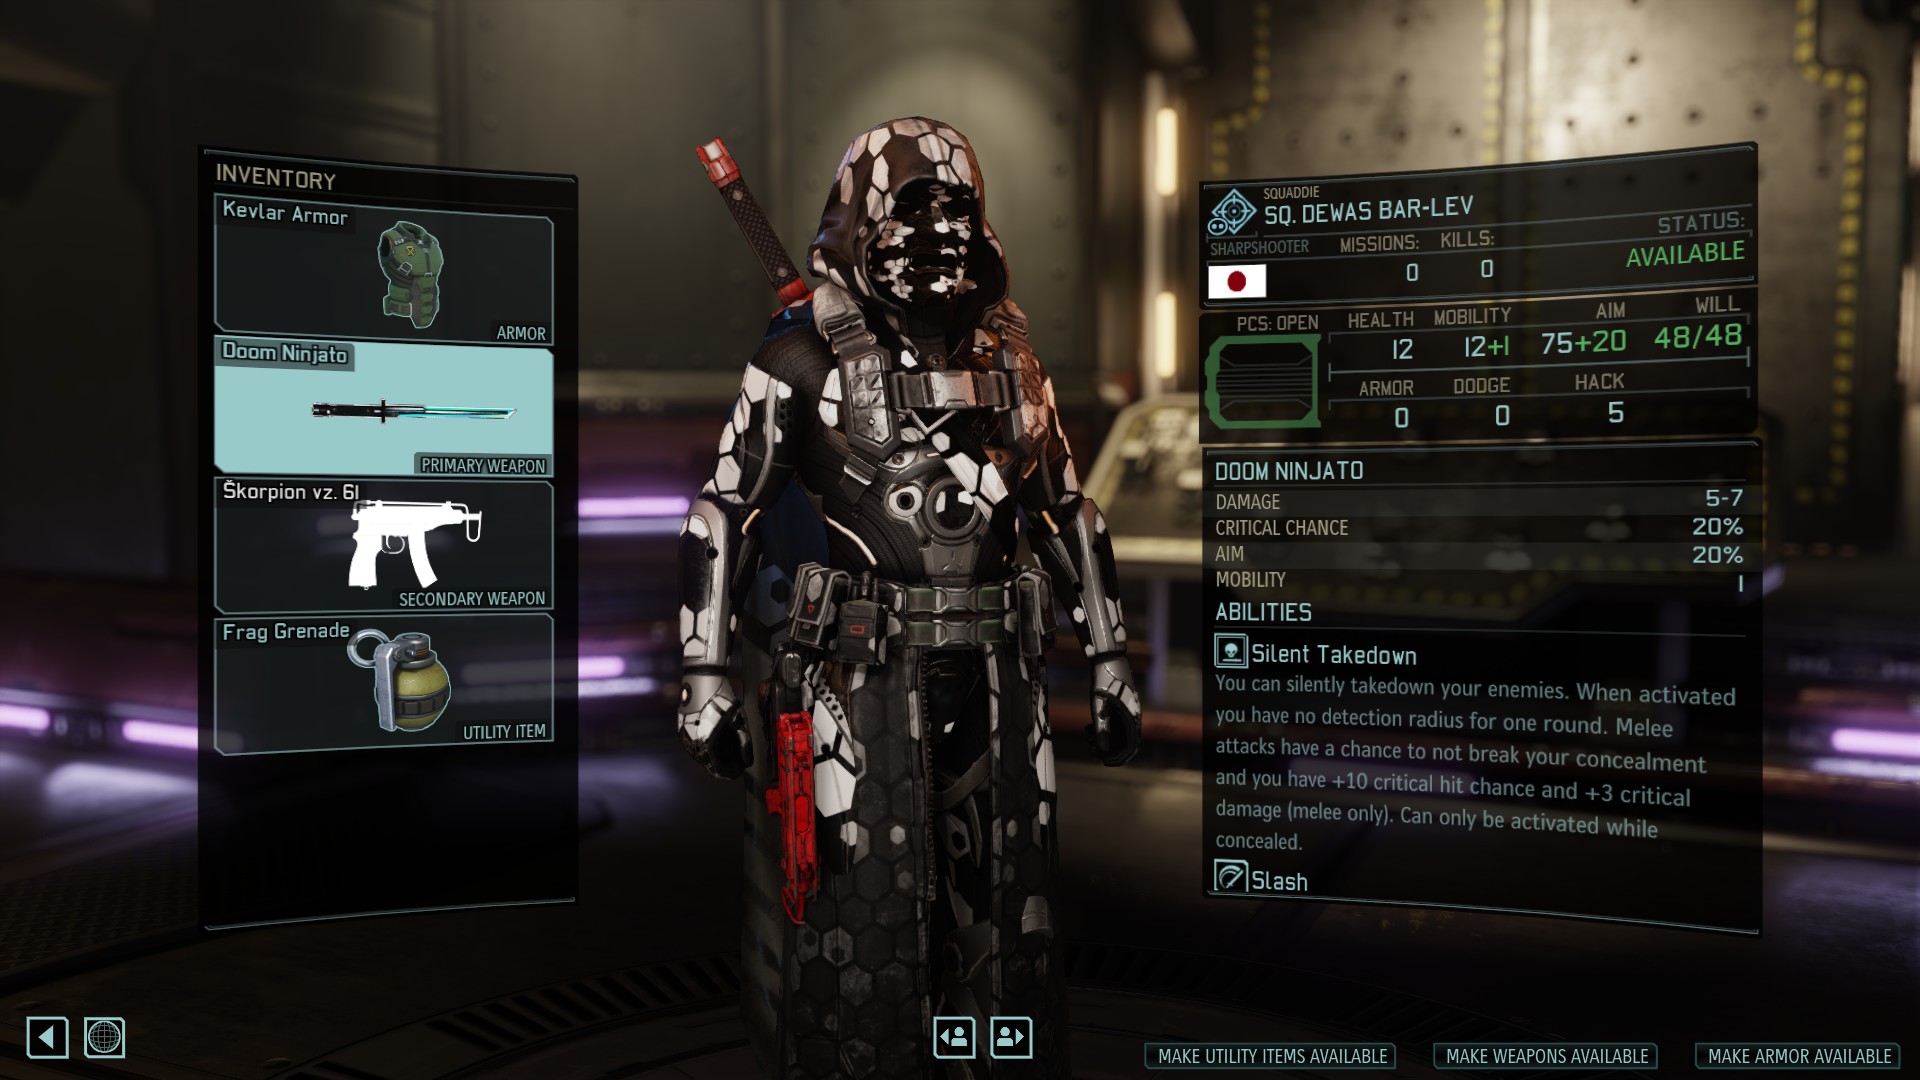 INVENTORY
Kevlar Armor
ARMOR
Doom Ninjato
PRIMARY WEAPON
Škorpion vz. 61
SECONDARY WEAPON
Frag Grenade
UTILITY ITEM
SQUADDIE
SQ. DEWAS BAR-LEV
SHARPSHOOTER
MISSIONS: KILLS: STATUS:
0 0 AVAILABLE
PCS: OPEN HEALTH MOBILITY AIM WILL
12 12+1 75+20 48/48
ARMOR DODGE HACK
0 0 5
DOOM NINJATO
DAMAGE 5-7
CRITICAL CHANCE 20%
AIM 20%
MOBILITY 1
ABILITIES
Silent Takedown
You can silently takedown your enemies. When activated
you have no detection radius for one round. Melee
attacks have a chance to not break your concealment
and you have +10 critical hit chance and +3 critical
damage (melee only). Can only be activated while
concealed.
Slash
MAKE UTILITY ITEMS AVAILABLE
MAKE WEAPONS AVAILABLE
MAKE ARMOR AVAILABLE